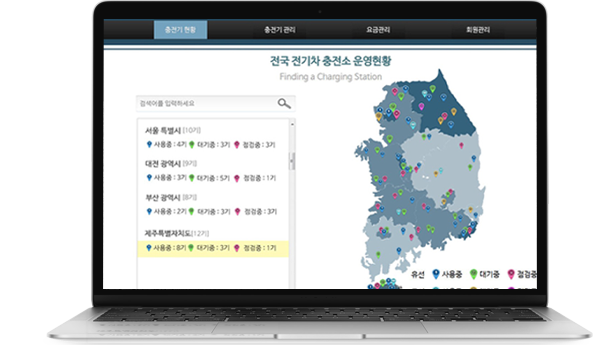 충전기 현황 충전기 관리 요금관리 회원관리
전국 전기차 충전소 운영현황
Finding a Charging Station
검색어를 입력하세요
서울 특별시 [10기]
사용중 : 4기 대기중 : 3기 점검중 : 3기
대전 광역시 [9기]
사용중 : 3기 대기중 : 5기 점검중 : 1기
부산 광역시 [8기]
사용중 : 2기 대기중 : 3기 점검중 : 3기
제주특별자치도[12기]
사용중 : 8기 대기중 : 3기 점검중 : 1기
유선 사용중 대기중 점검중